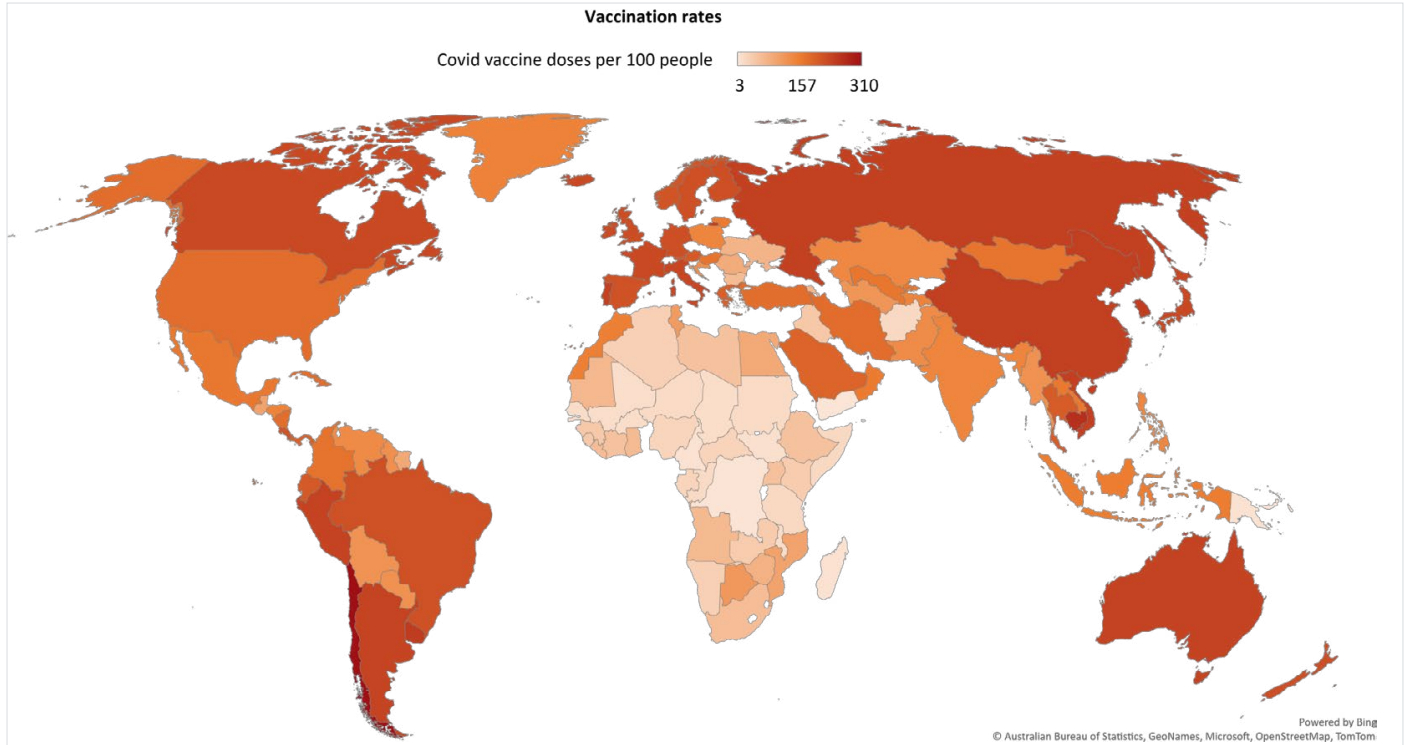 Vaccination rates
Covid vaccine doses per 100 people
3 157 310
Powered by Bing
© Australian Bureau of Statistics, GeoNames, Microsoft, OpenStreetMap, TomTom